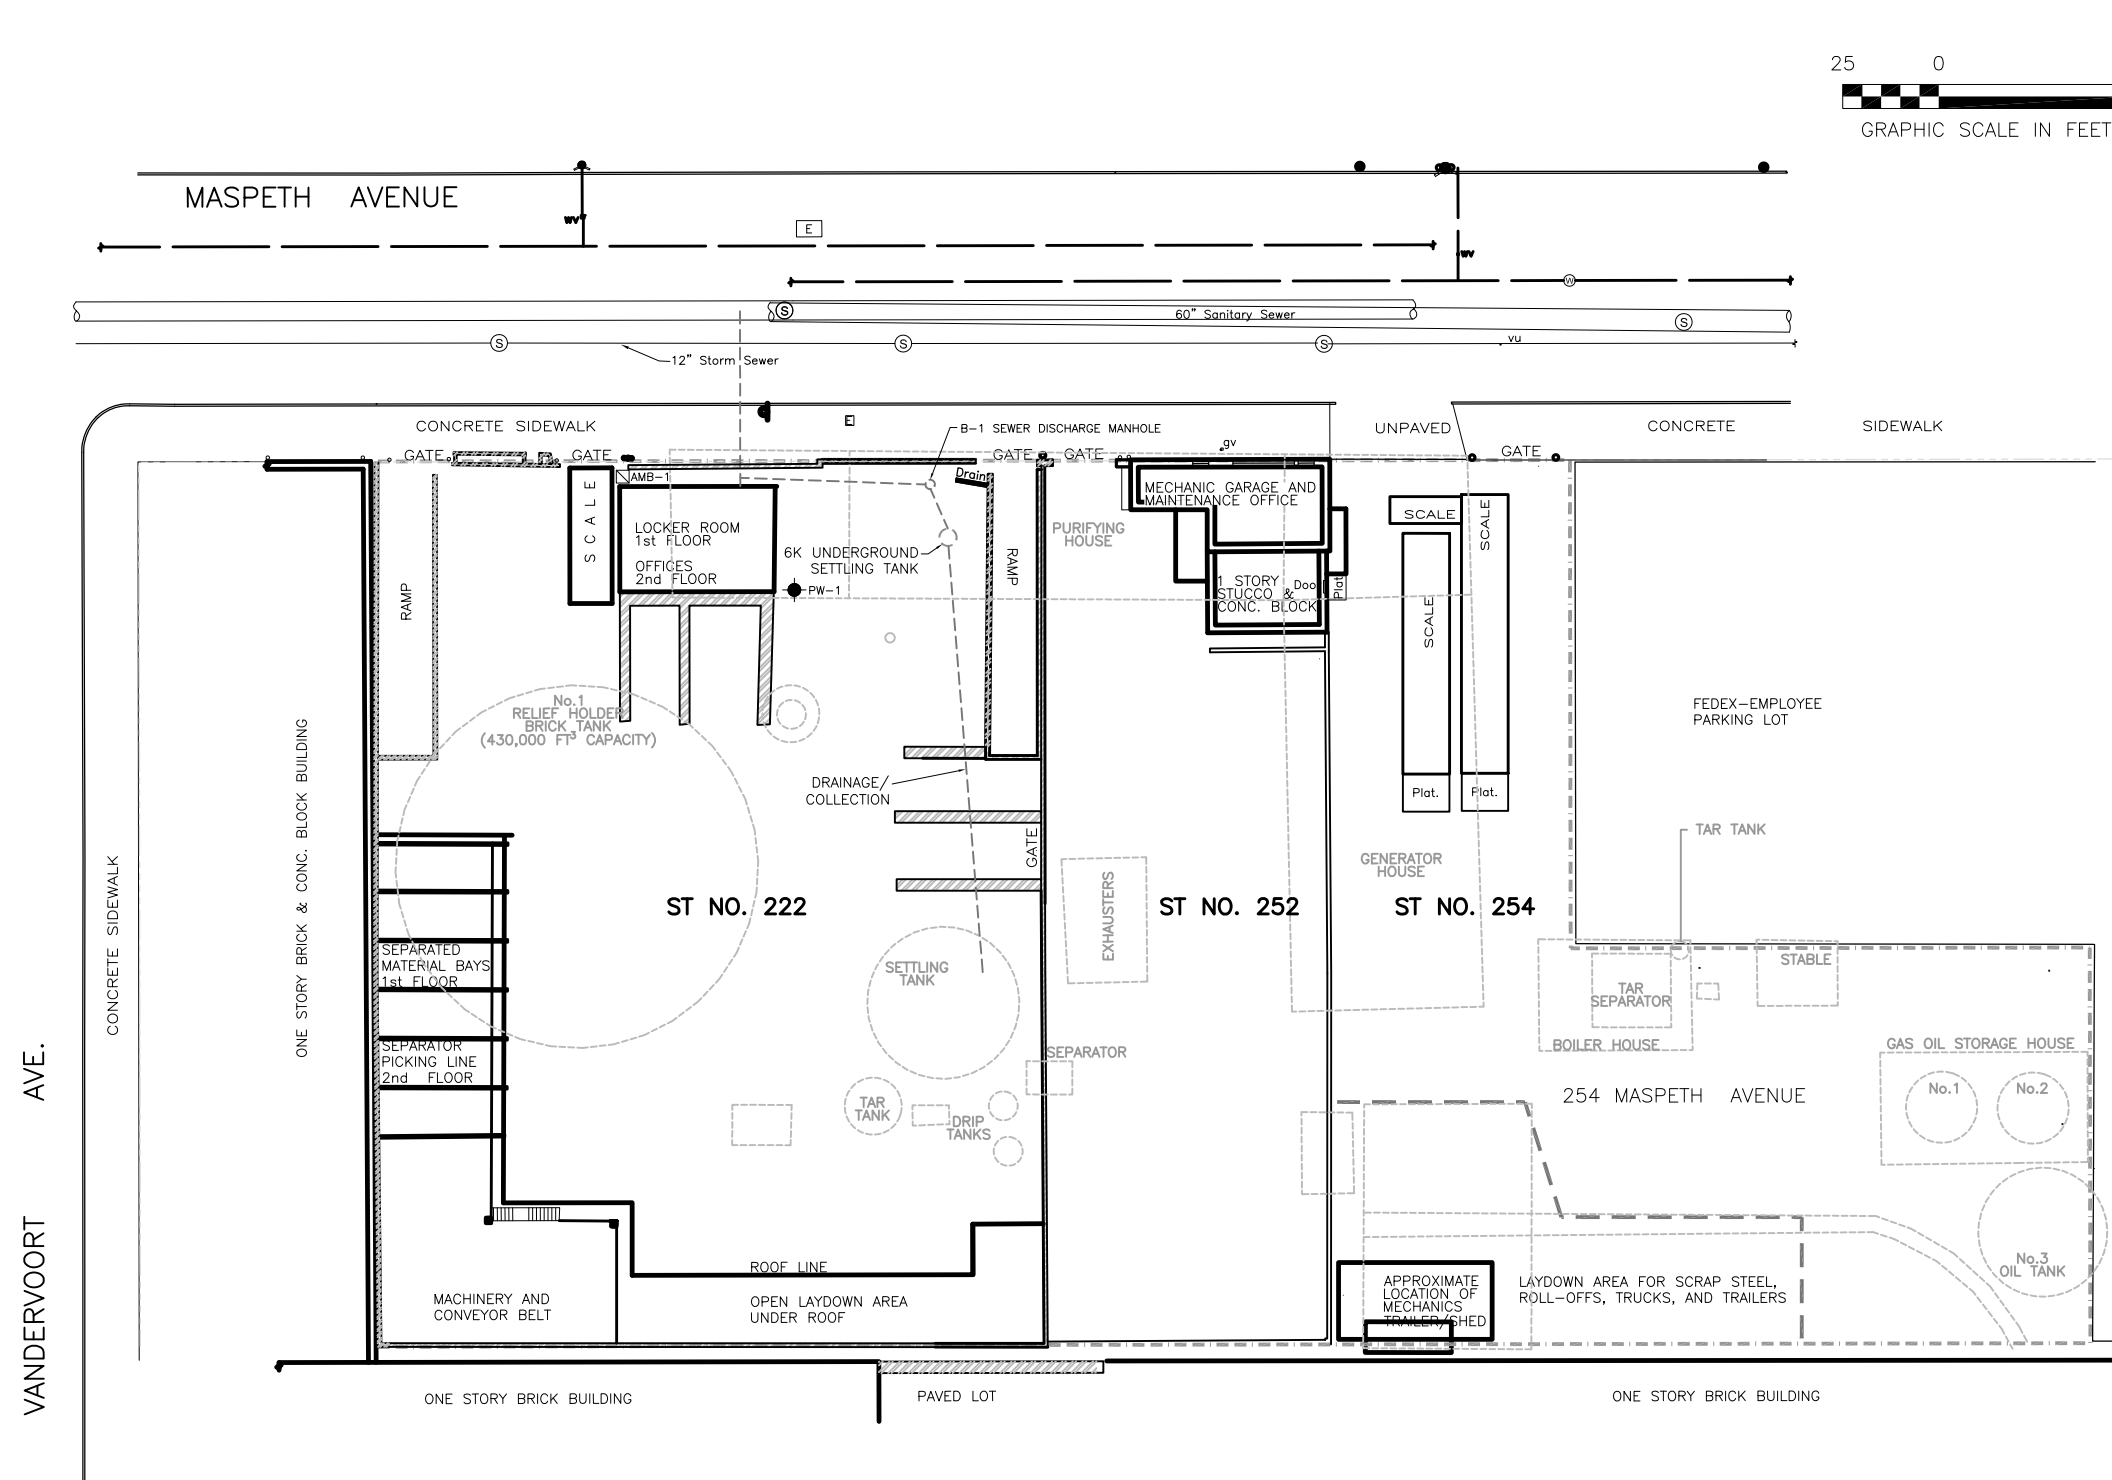 25 0
GRAPHIC SCALE IN FEET
MASPETH AVENUE
wv
E
wv
W
S
60" Sanitary Sewer
S
S
S
S
vu
12" Storm Sewer
CONCRETE SIDEWALK
E
B-1 SEWER DISCHARGE MANHOLE
gv
UNPAVED
CONCRETE SIDEWALK
GATE
GATE
GATE
GATE
GATE
AMB-1
Drain
SCALE
LOCKER ROOM
1st FLOOR
OFFICES
2nd FLOOR
6K UNDERGROUND
SETTLING TANK
PW-1
RAMP
RAMP
PURIFYING
HOUSE
MECHANIC GARAGE AND
MAINTENANCE OFFICE
1 STORY
STUCCO &
CONC. BLOCK
Doo
Plat
SCALE
SCALE
SCALE
Plat.
Plat.
FEDEX-EMPLOYEE
PARKING LOT
No.1
RELIEF HOLDER
BRICK TANK
(430,000 FT³ CAPACITY)
DRAINAGE/
COLLECTION
GATE
ONE STORY BRICK & CONC. BLOCK BUILDING
CONCRETE SIDEWALK
TAR TANK
GENERATOR
HOUSE
EXHAUSTERS
ST NO. 222
ST NO. 252
ST NO. 254
SEPARATED
MATERIAL BAYS
1st FLOOR
SETTLING
TANK
STABLE
TAR
SEPARATOR
BOILER HOUSE
GAS OIL STORAGE HOUSE
SEPARATOR
SEPARATOR
PICKING LINE
2nd FLOOR
No.1
No.2
TAR
TANK
DRIP
TANKS
254 MASPETH AVENUE
VANDERVOORT AVE.
No.3
OIL TANK
ROOF LINE
MACHINERY AND
CONVEYOR BELT
OPEN LAYDOWN AREA
UNDER ROOF
APPROXIMATE
LOCATION OF
MECHANICS
TRAILER/SHED
LAYDOWN AREA FOR SCRAP STEEL,
ROLL-OFFS, TRUCKS, AND TRAILERS
ONE STORY BRICK BUILDING
PAVED LOT
ONE STORY BRICK BUILDING